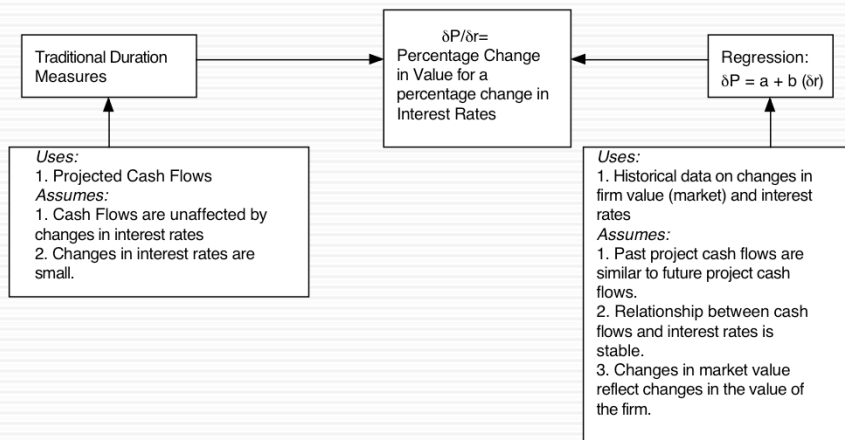 Traditional Duration
Measures
δP/δr=
Percentage Change
in Value for a
percentage change in
Interest Rates
Regression:
δP = a + b (δr)
Uses:
1. Projected Cash Flows
Assumes:
1. Cash Flows are unaffected by
changes in interest rates
2. Changes in interest rates are
small.
Uses:
1. Historical data on changes in
firm value (market) and interest
rates
Assumes:
1. Past project cash flows are
similar to future project cash
flows.
2. Relationship between cash
flows and interest rates is
stable.
3. Changes in market value
reflect changes in the value of
the firm.